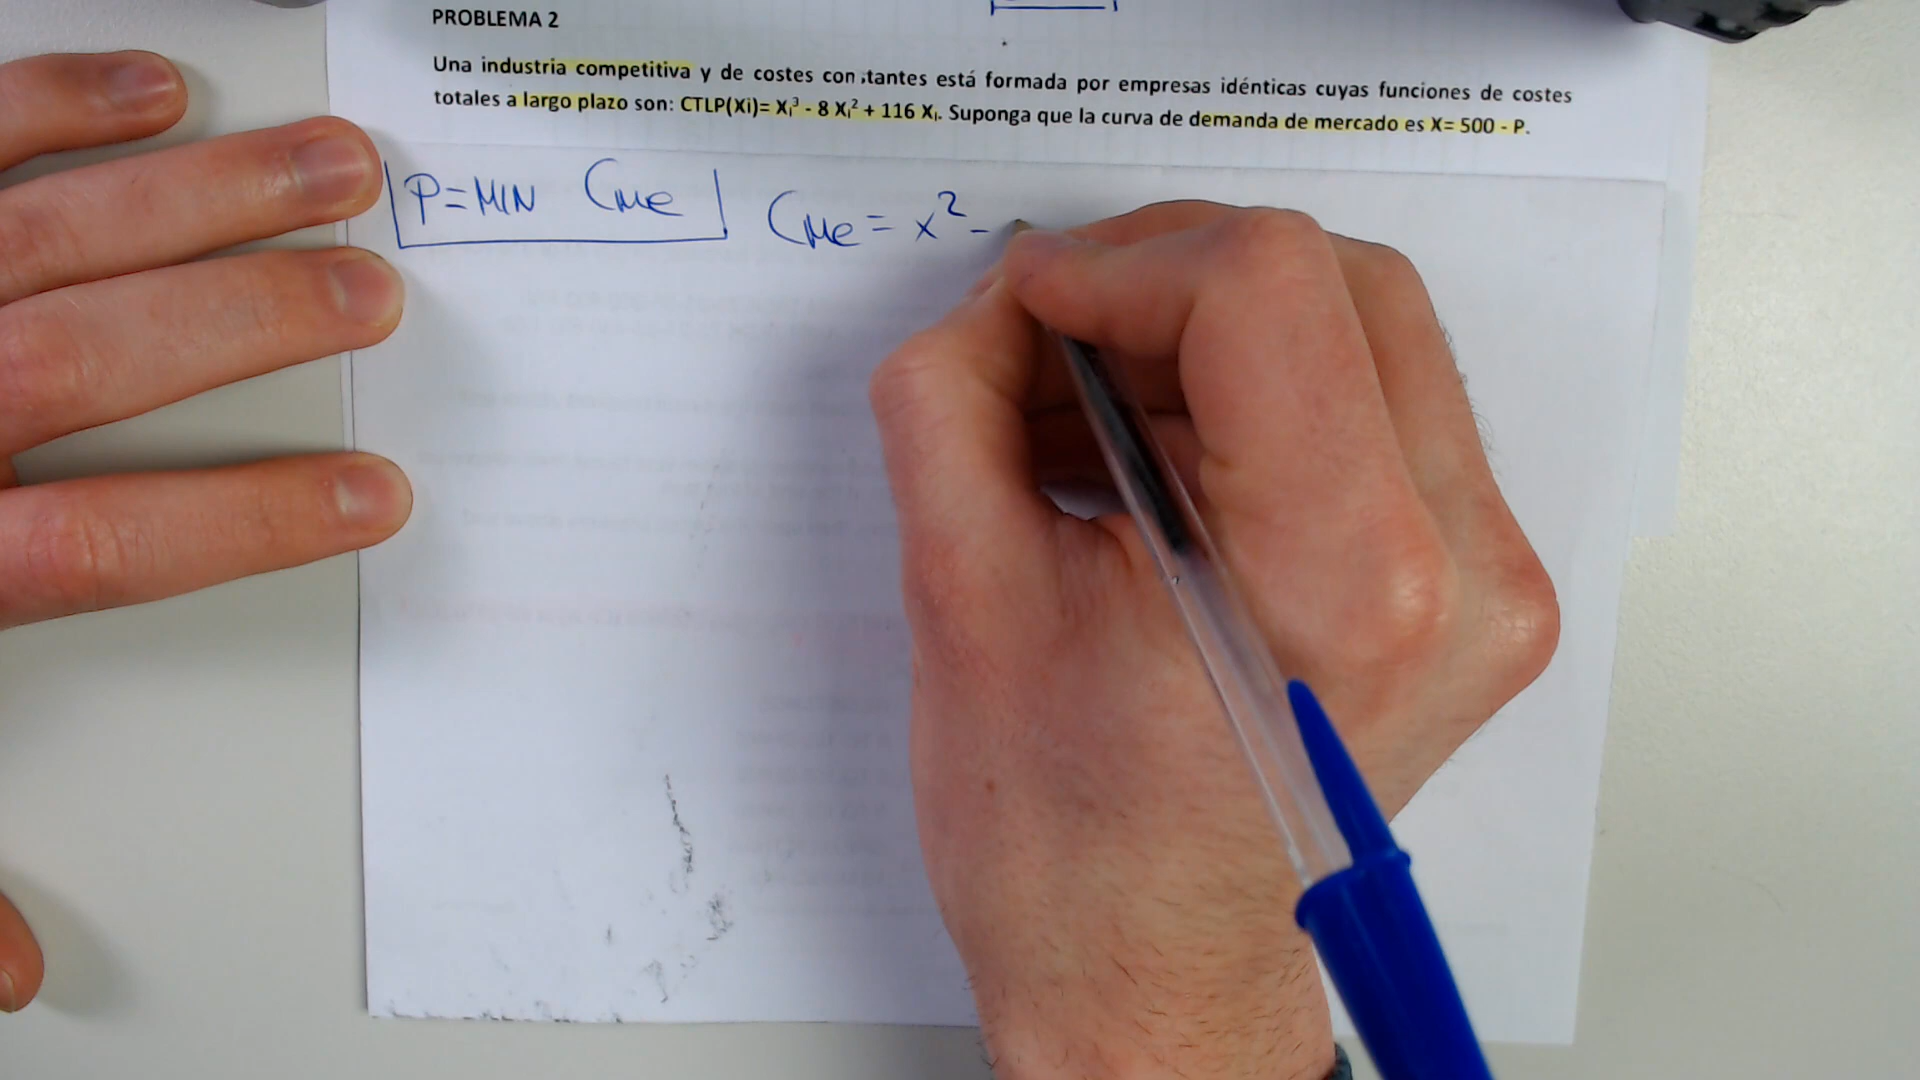 PROBLEMA 2
Una industria competitiva y de costes con tantes está formada por empresas idénticas cuyas funciones de costes
totales a largo plazo son: CTLP(Xi)= Xi³ - 8 Xi² + 116 Xi. Suponga que la curva de demanda de mercado es X= 500 - P.
P=MIN CMe CMe = x² -